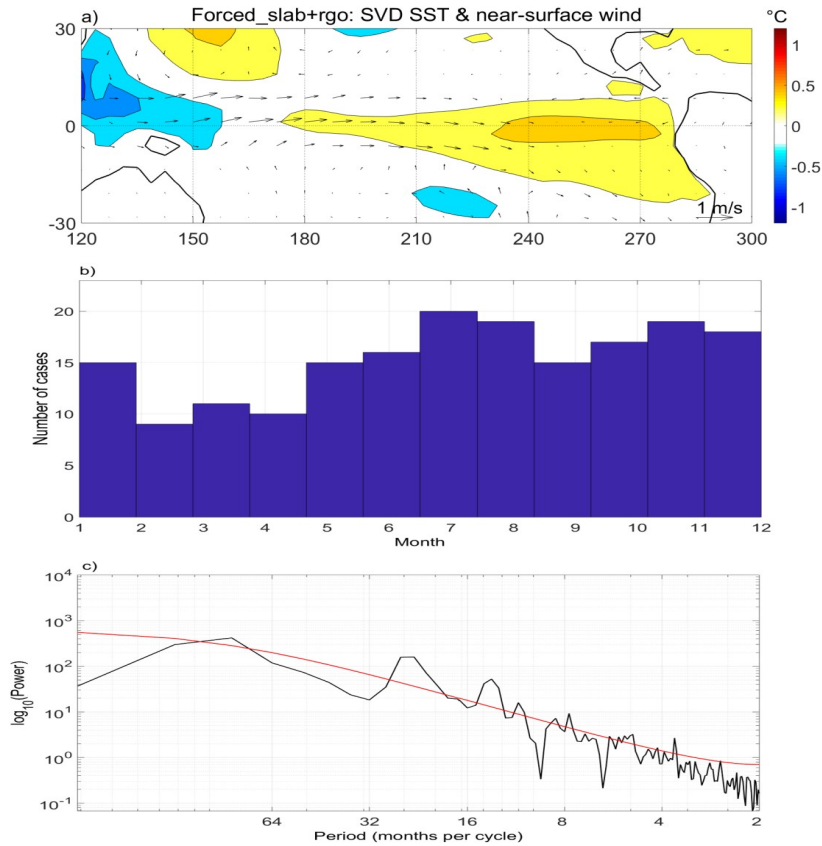 a) Forced_slab+rgo: SVD SST & near-surface wind °C
30
0
-30
120 150 180 210 240 270 300
1 m/s
1
0.5
0
-0.5
-1
b)
Number of cases
20
15
10
5
0
1 2 3 4 5 6 7 8 9 10 11 12
Month
c)
log10(Power)
10^4
10^3
10^2
10^1
10^0
10^-1
64 32 16 8 4 2
Period (months per cycle)